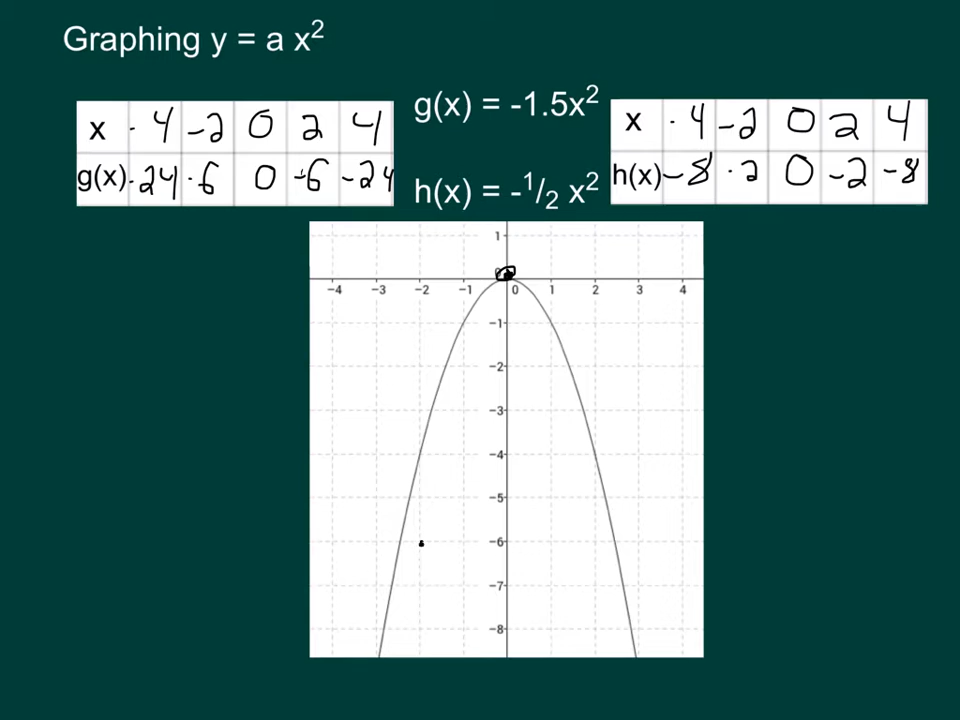 Graphing y = a x²
x -4 -2 0 2 4
g(x) -24 -6 0 -6 -24
g(x) = -1.5x²
h(x) = -¹/₂ x²
x -4 -2 0 2 4
h(x) -8 -2 0 -2 -8
1
-4 -3 -2 -1 0 1 2 3 4
-1
-2
-3
-4
-5
-6
-7
-8